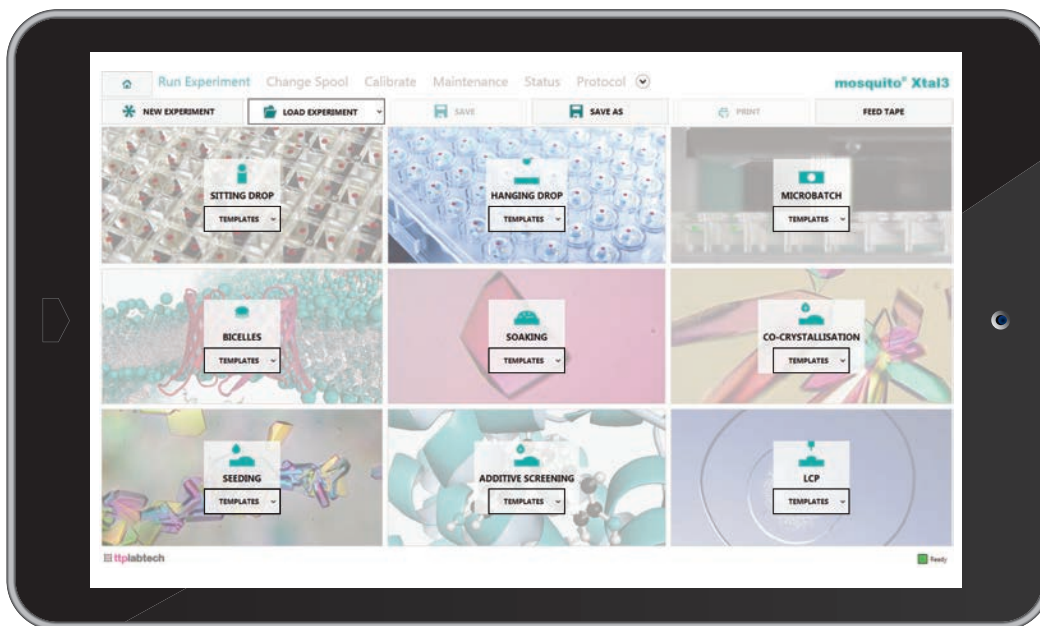 Run Experiment Change Spool Calibrate Maintenance Status Protocol mosquito® Xtal3
NEW EXPERIMENT LOAD EXPERIMENT SAVE SAVE AS PRINT FEED TAPE
SITTING DROP
TEMPLATES
HANGING DROP
TEMPLATES
MICROBATCH
TEMPLATES
BICELLES
TEMPLATES
SOAKING
TEMPLATES
CO-CRYSTALLISATION
TEMPLATES
SEEDING
TEMPLATES
ADDITIVE SCREENING
TEMPLATES
LCP
TEMPLATES
ttplabtech
Ready